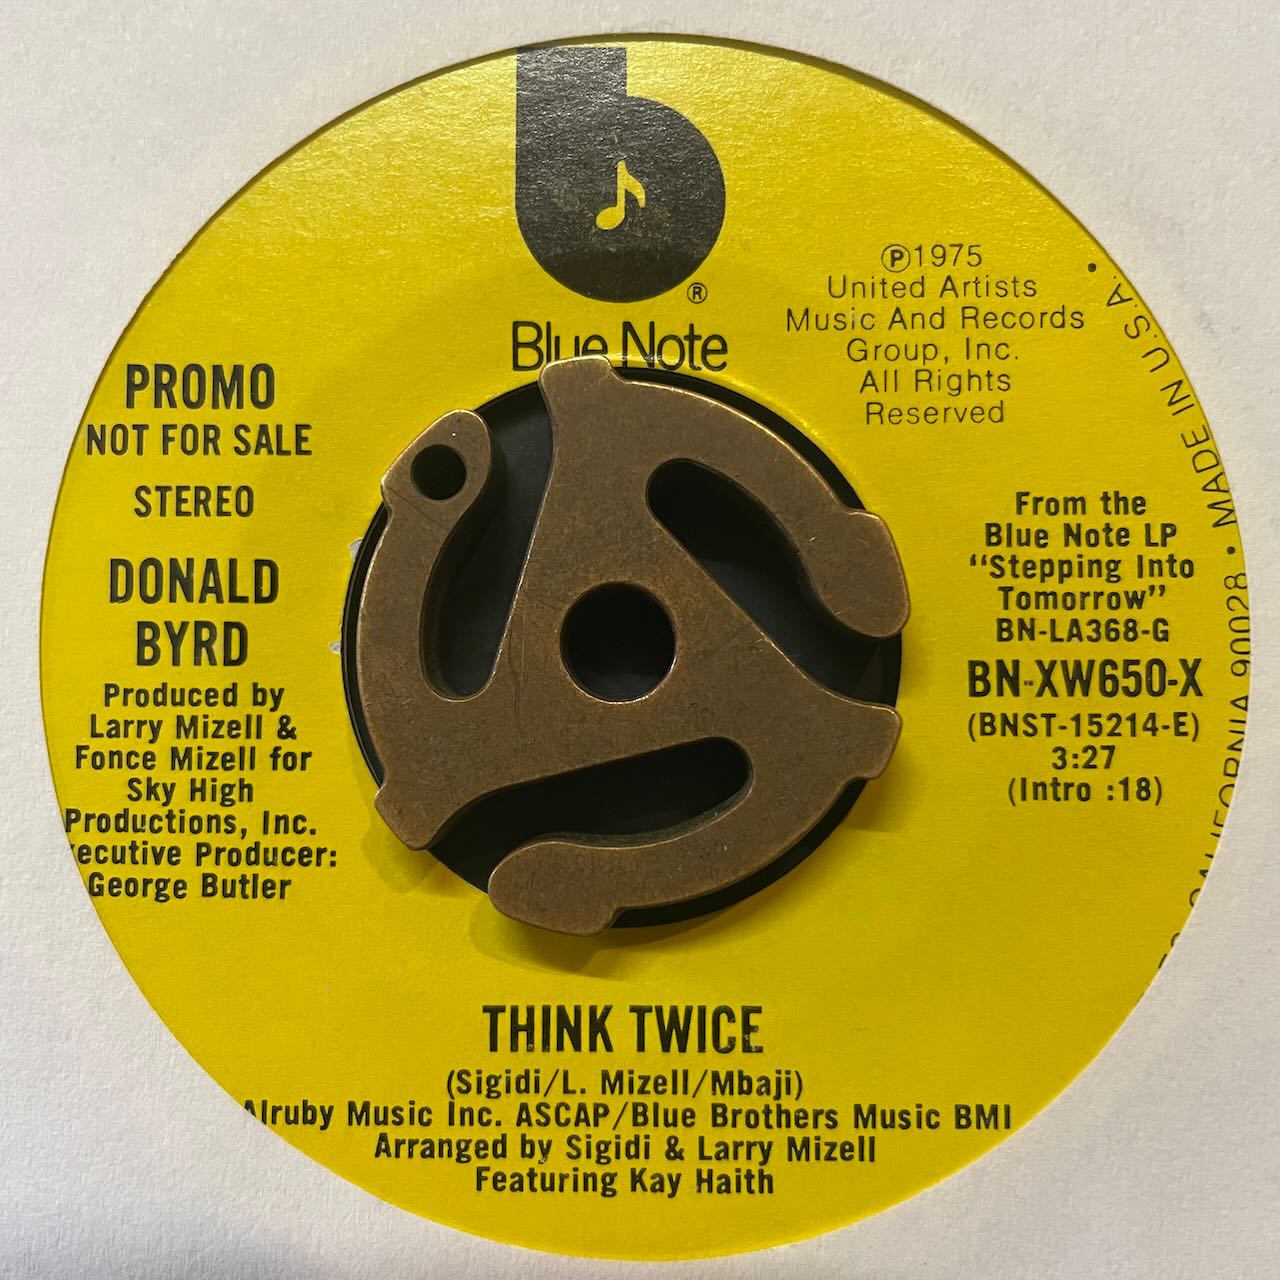 Blue Note
®
PROMO
NOT FOR SALE
STEREO
DONALD
BYRD
Produced by
Larry Mizell &
Fonce Mizell for
Sky High
Productions, Inc.
ecutive Producer:
George Butler
℗1975
United Artists
Music And Records
Group, Inc.
All Rights
Reserved
From the
Blue Note LP
“Stepping Into
Tomorrow”
BN-LA368-G
BN-XW650-X
(BNST-15214-E)
3:27
(Intro :18)
CALIFORNIA 90028 • MADE IN U.S.A. •
THINK TWICE
(Sigidi/L. Mizell/Mbaji)
Alruby Music Inc. ASCAP/Blue Brothers Music BMI
Arranged by Sigidi & Larry Mizell
Featuring Kay Haith